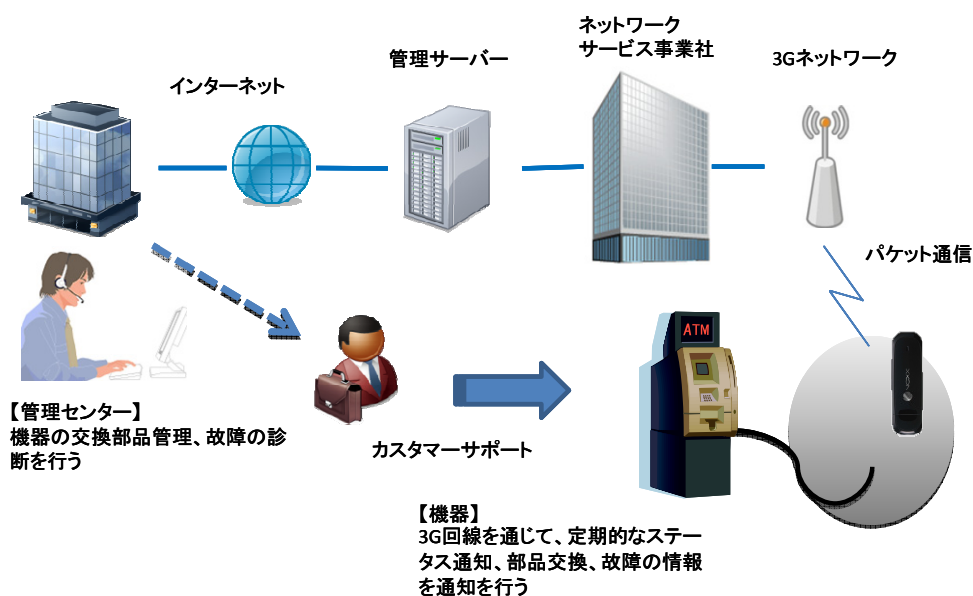 ネットワーク
サービス事業社
管理サーバー
3Gネットワーク
インターネット
パケット通信
ATM
【管理センター】
機器の交換部品管理、故障の診
断を行う
カスタマーサポート
【機器】
3G回線を通じて、定期的なステー
タス通知、部品交換、故障の情報
を通知を行う